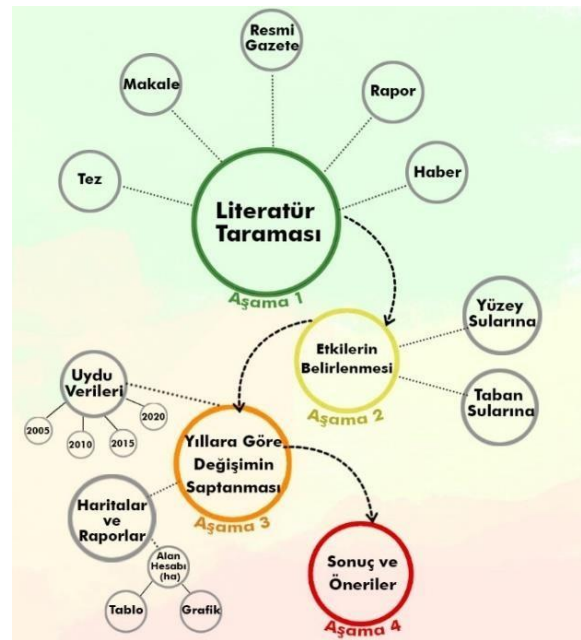 Resmi
Gazete
Makale
Rapor
Tez
Haber
Literatür
Taraması
Aşama 1
Yüzey
Sularına
Etkilerin
Belirlenmesi
Taban
Sularına
Aşama 2
Uydu
Verileri
2005
2010
2015
2020
Yıllara Göre
Değişimin
Saptanması
Aşama 3
Haritalar
ve
Raporlar
Alan
Hesabı
(ha)
Tablo
Grafik
Sonuç ve
Öneriler
Aşama 4